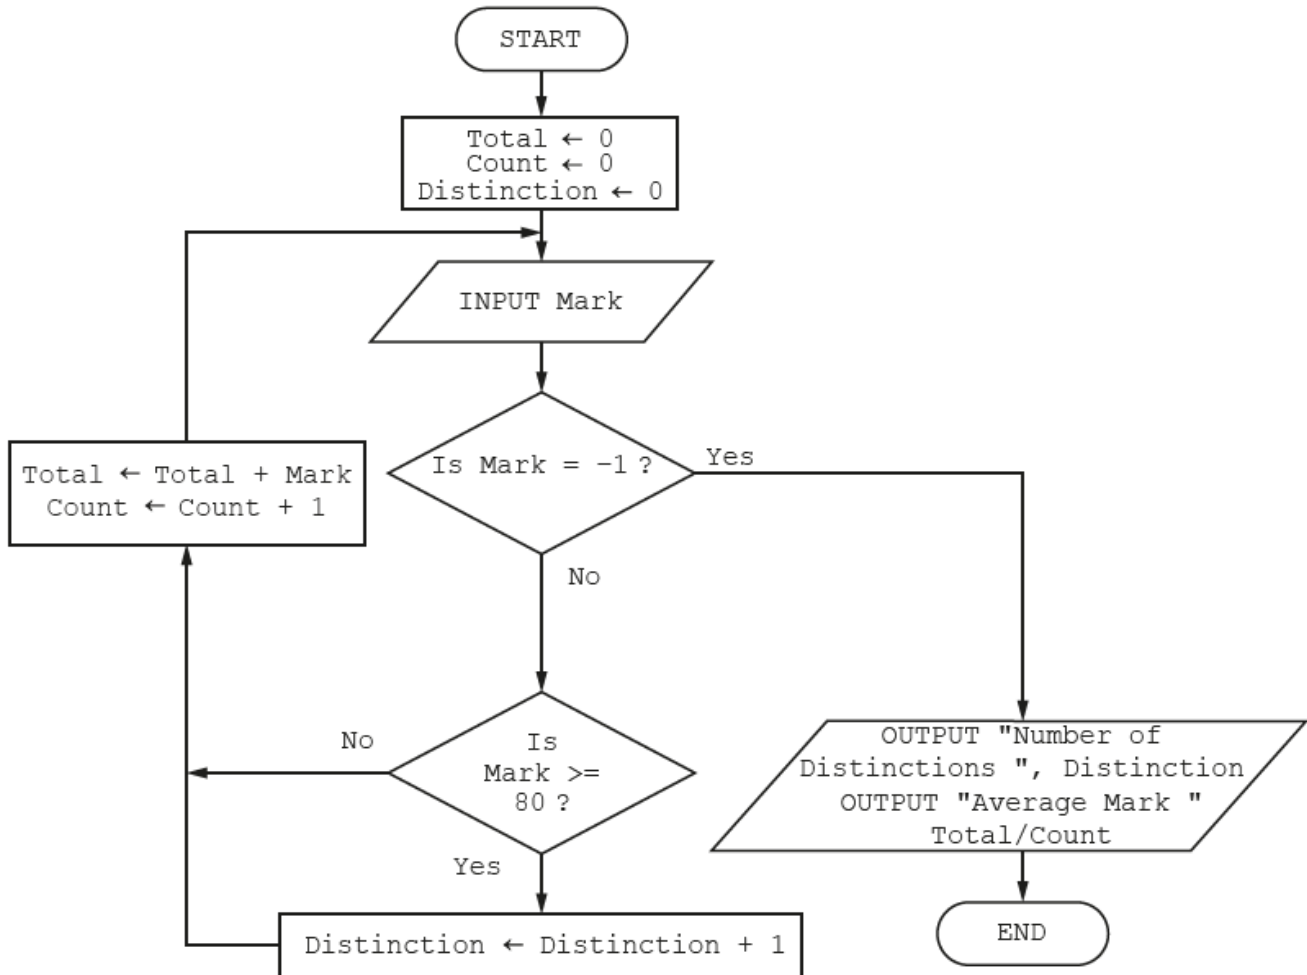 START
Total ← 0
Count ← 0
Distinction ← 0
INPUT Mark
Is Mark = −1 ?
Yes
No
Total ← Total + Mark
Count ← Count + 1
Is
Mark >=
80 ?
No
Yes
Distinction ← Distinction + 1
OUTPUT "Number of
Distinctions ", Distinction
OUTPUT "Average Mark "
Total/Count
END